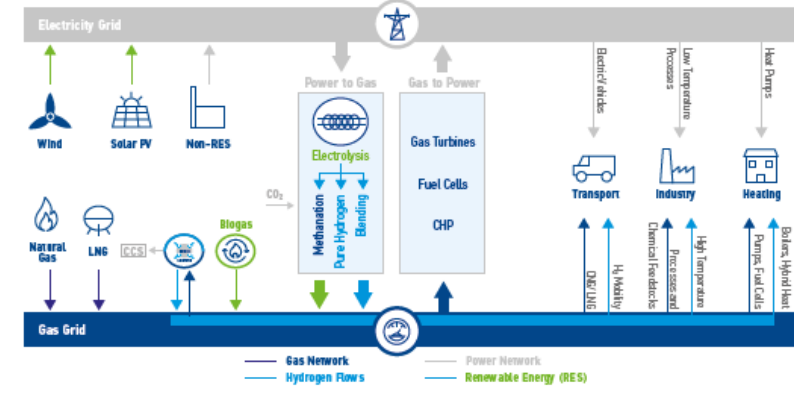 Electricity Grid
Power to Gas
Gas to Power
Electric Vehicles
Low Temperature
Processes
Heat Pumps
Wind
Solar PV
Non-RES
Electrolysis
Gas Turbines
Fuel Cells
CHP
Transport
Industry
Heating
CO₂
Methanation
Pure Hydrogen
Blending
Natural
Gas
LNG
CCS
Biogas
CNG/LNG
H₂ Mobility
Chemical Feedstocks
Processes and
High Temperature
Pumps, Fuel Cells
Boilers, Hybrid Heat
Gas Grid
Gas Network
Power Network
Hydrogen Flows
Renewable Energy (RES)